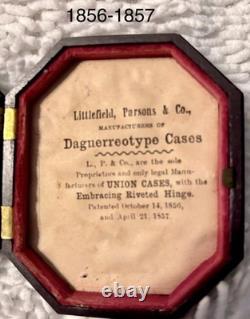 1856-1857
Littlefield, Parsons & Co.,
MANUFACTURERS OF
Daguerreotype Cases
L., P. & Co., are the sole
Proprietors and only legal Manu-
facturers of UNION CASES, with the
Embracing Riveted Hinge.
Patented October 14, 1856,
and April 21, 1857.
ebay